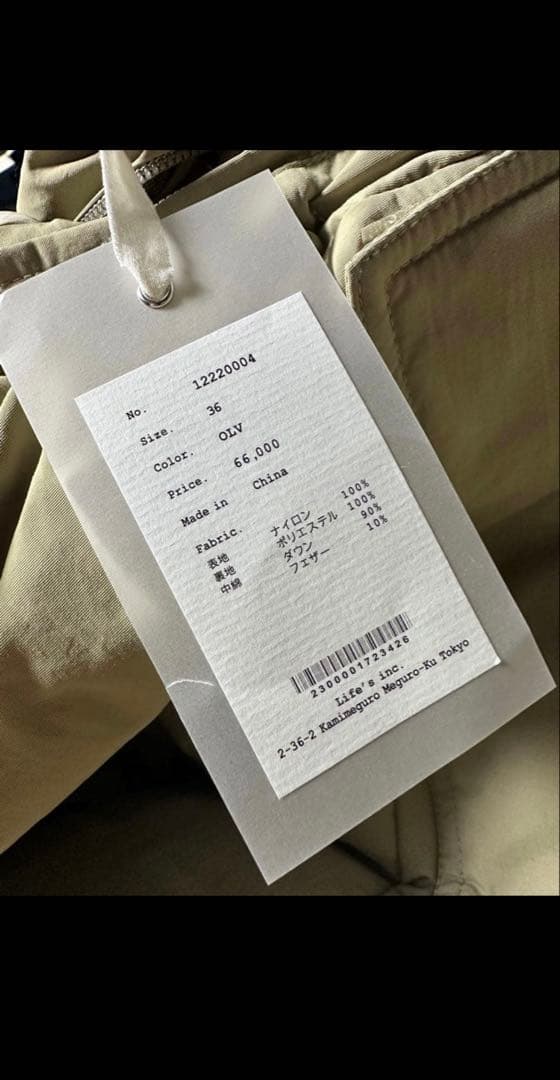 No. 12220004
Size. 36
Color. OLV
Price. 66,000
Made in China
Fabric.
表地 ナイロン 100%
裏地 ポリエステル 100%
中綿 ダウン 90%
フェザー 10%
2300001723426
Life's inc.
2-36-2 Kamimeguro Meguro-Ku Tokyo